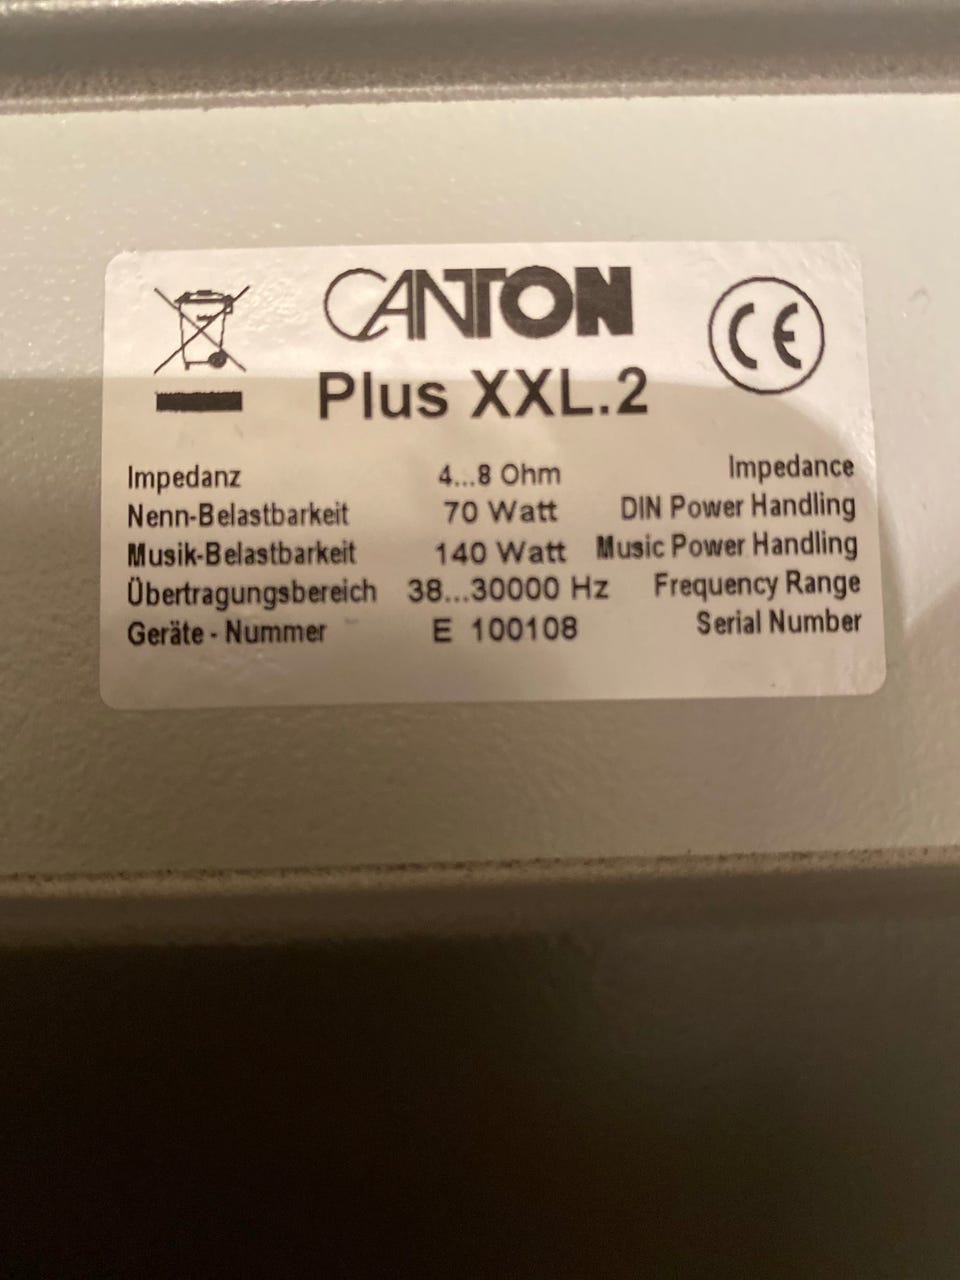 CANTON
CE
Plus XXL.2
Impedanz 4...8 Ohm Impedance
Nenn-Belastbarkeit 70 Watt DIN Power Handling
Musik-Belastbarkeit 140 Watt Music Power Handling
Übertragungsbereich 38...30000 Hz Frequency Range
Geräte - Nummer E 100108 Serial Number